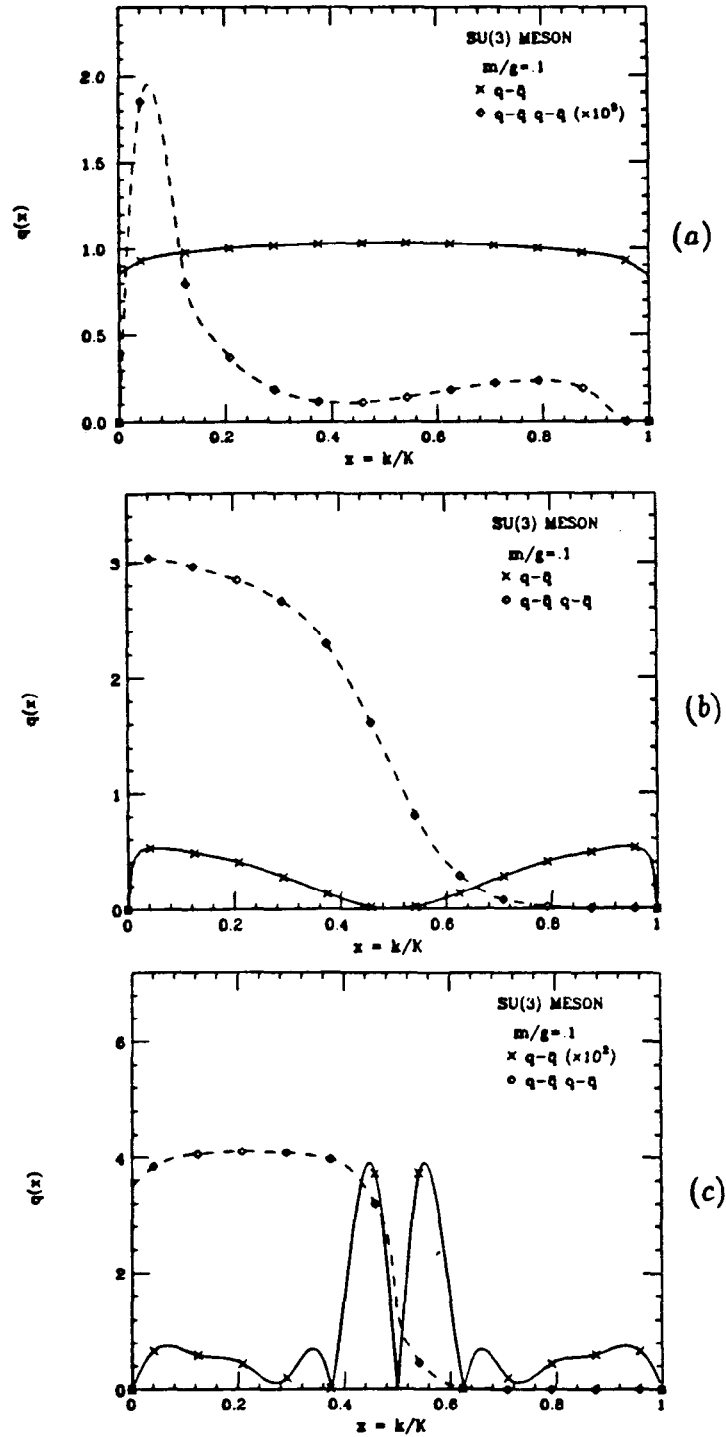 SU(3) MESON
m/g=.1
× q-q̄
◇ q-q̄ q-q̄ (×10³)
2.0
1.5
1.0
0.5
0.0
q(x)
(a)
0 0.2 0.4 0.6 0.8 1
x = k/K
SU(3) MESON
m/g=.1
× q-q̄
○ q-q̄ q-q̄
3
2
1
0
q(x)
(b)
0 0.2 0.4 0.6 0.8 1
x = k/K
SU(3) MESON
m/g=.1
× q-q̄ (×10²)
○ q-q̄ q-q̄
6
4
2
0
q(x)
(c)
0 0.2 0.4 0.6 0.8 1
x = k/K